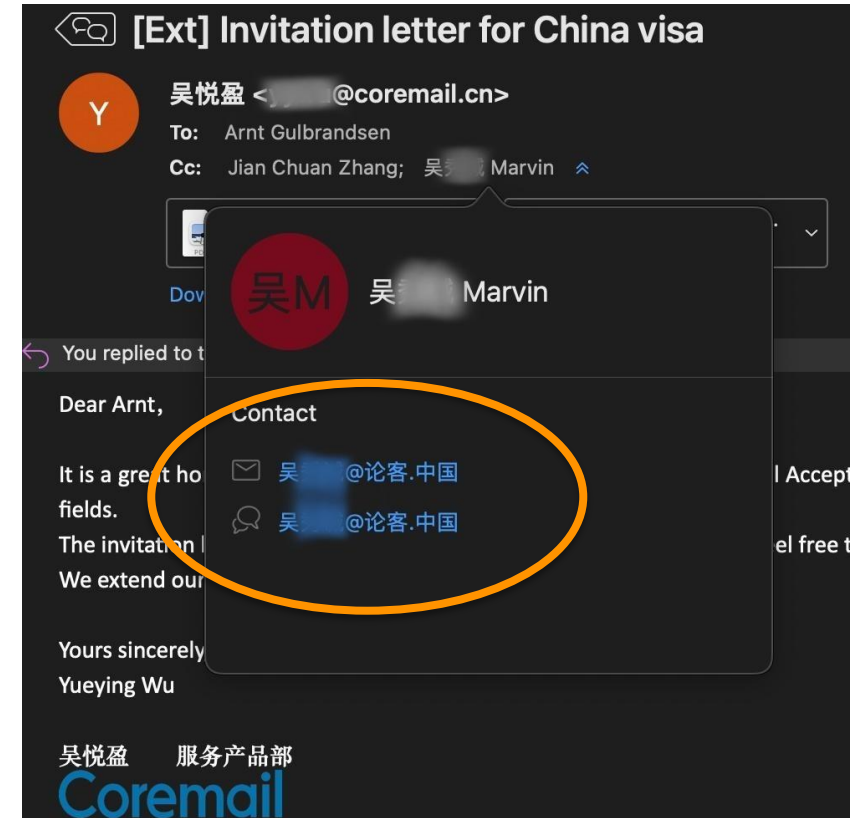 [Ext] Invitation letter for China visa
Y
吴悦盈 < @coremail.cn>
To: Arnt Gulbrandsen
Cc: Jian Chuan Zhang; 吴 Marvin
吴M
吴 Marvin
Dow
You replied to t
Dear Arnt,
Contact
吴 @论客.中国
吴 @论客.中国
It is a great ho l Accept
fields.
The invitation l el free t
We extend our
Yours sincerely
Yueying Wu
吴悦盈 服务产品部
Coremail